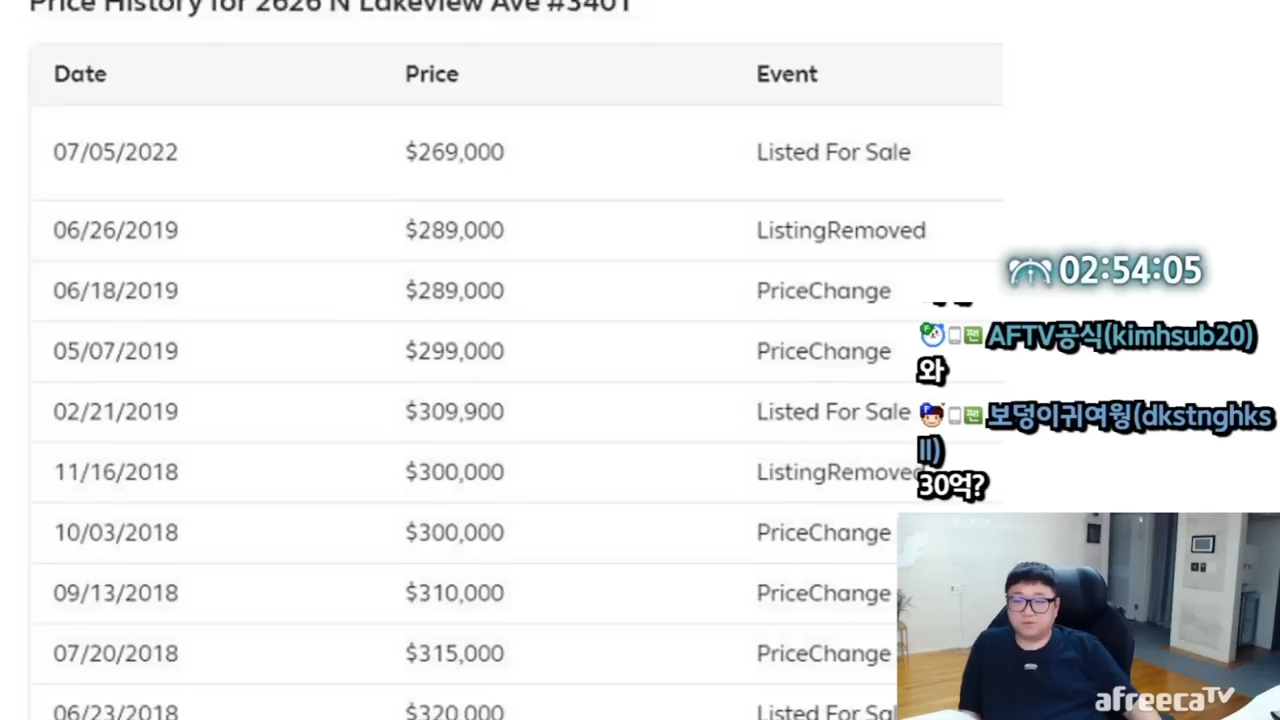 Price History for 2626 N Lakeview Ave #3401
Date Price Event
07/05/2022 $269,000 Listed For Sale
06/26/2019 $289,000 ListingRemoved
06/18/2019 $289,000 PriceChange
05/07/2019 $299,000 PriceChange
02/21/2019 $309,900 Listed For Sale
11/16/2018 $300,000 ListingRemoved
10/03/2018 $300,000 PriceChange
09/13/2018 $310,000 PriceChange
07/20/2018 $315,000 PriceChange
06/23/2018 $320,000 Listed For Sal
02:54:05
팬 AFTV공식(kimhsub20)
와
팬 보덩이귀여웡(dkstnghks
ll)
30억?
afreecaTV